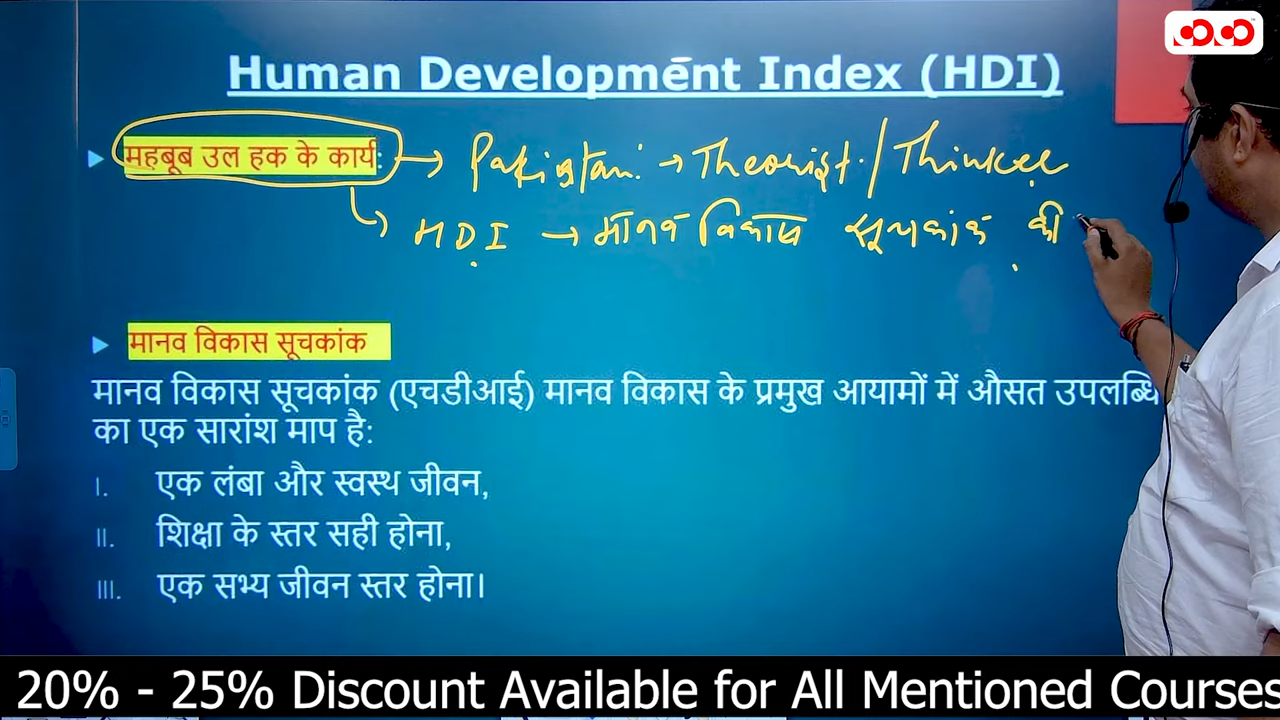 Human Development Index (HDI)
महबूब उल हक के कार्य: → Pakistani → Theorist / Thinker
HDI → मानव विकास सूचकांक की
मानव विकास सूचकांक
मानव विकास सूचकांक (एचडीआई) मानव विकास के प्रमुख आयामों में औसत उपलब्धि
का एक सारांश माप है:
I. एक लंबा और स्वस्थ जीवन,
II. शिक्षा के स्तर सही होना,
III. एक सभ्य जीवन स्तर होना।
20% - 25% Discount Available for All Mentioned Courses